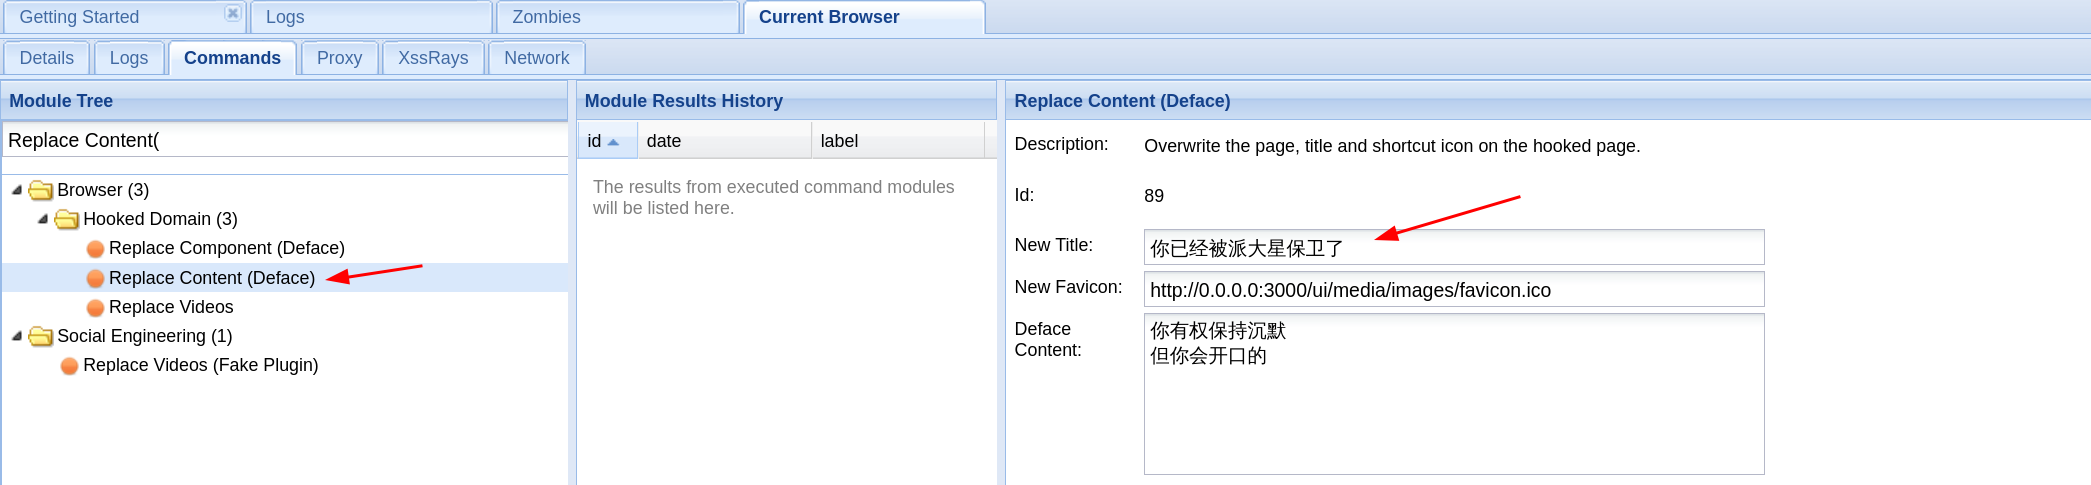 Getting Started Logs Zombies Current Browser
Details Logs Commands Proxy XssRays Network
Module Tree
Replace Content(
Browser (3)
Hooked Domain (3)
Replace Component (Deface)
Replace Content (Deface)
Replace Videos
Social Engineering (1)
Replace Videos (Fake Plugin)
Module Results History
id date label
The results from executed command modules
will be listed here.
Replace Content (Deface)
Description: Overwrite the page, title and shortcut icon on the hooked page.
Id: 89
New Title: 你已经被派大星保卫了
New Favicon: http://0.0.0.0:3000/ui/media/images/favicon.ico
Deface
Content:
你有权保持沉默
但你会开口的